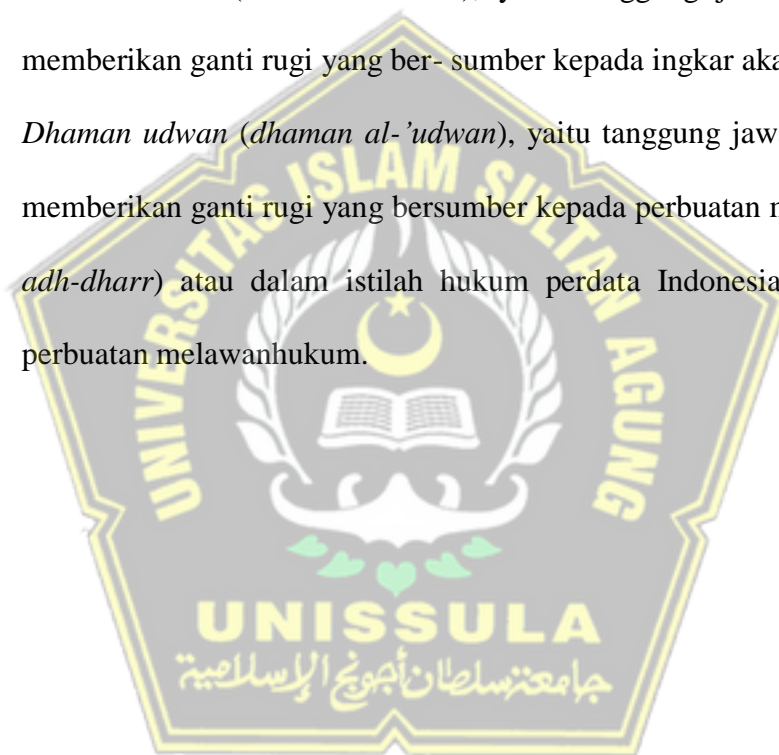 memberikan ganti rugi yang ber- sumber kepada ingkar
Dhaman udwan (dhaman al-’udwan), yaitu tanggung
memberikan ganti rugi yang bersumber kepada perbuatan
adh-dharr) atau dalam istilah hukum perdata Indonesia
perbuatan melawanhukum.
UNIVERSITAS ISLAM SULTAN AGUNG
UNISSULA
جامعة سلطان أجونج الإسلامية